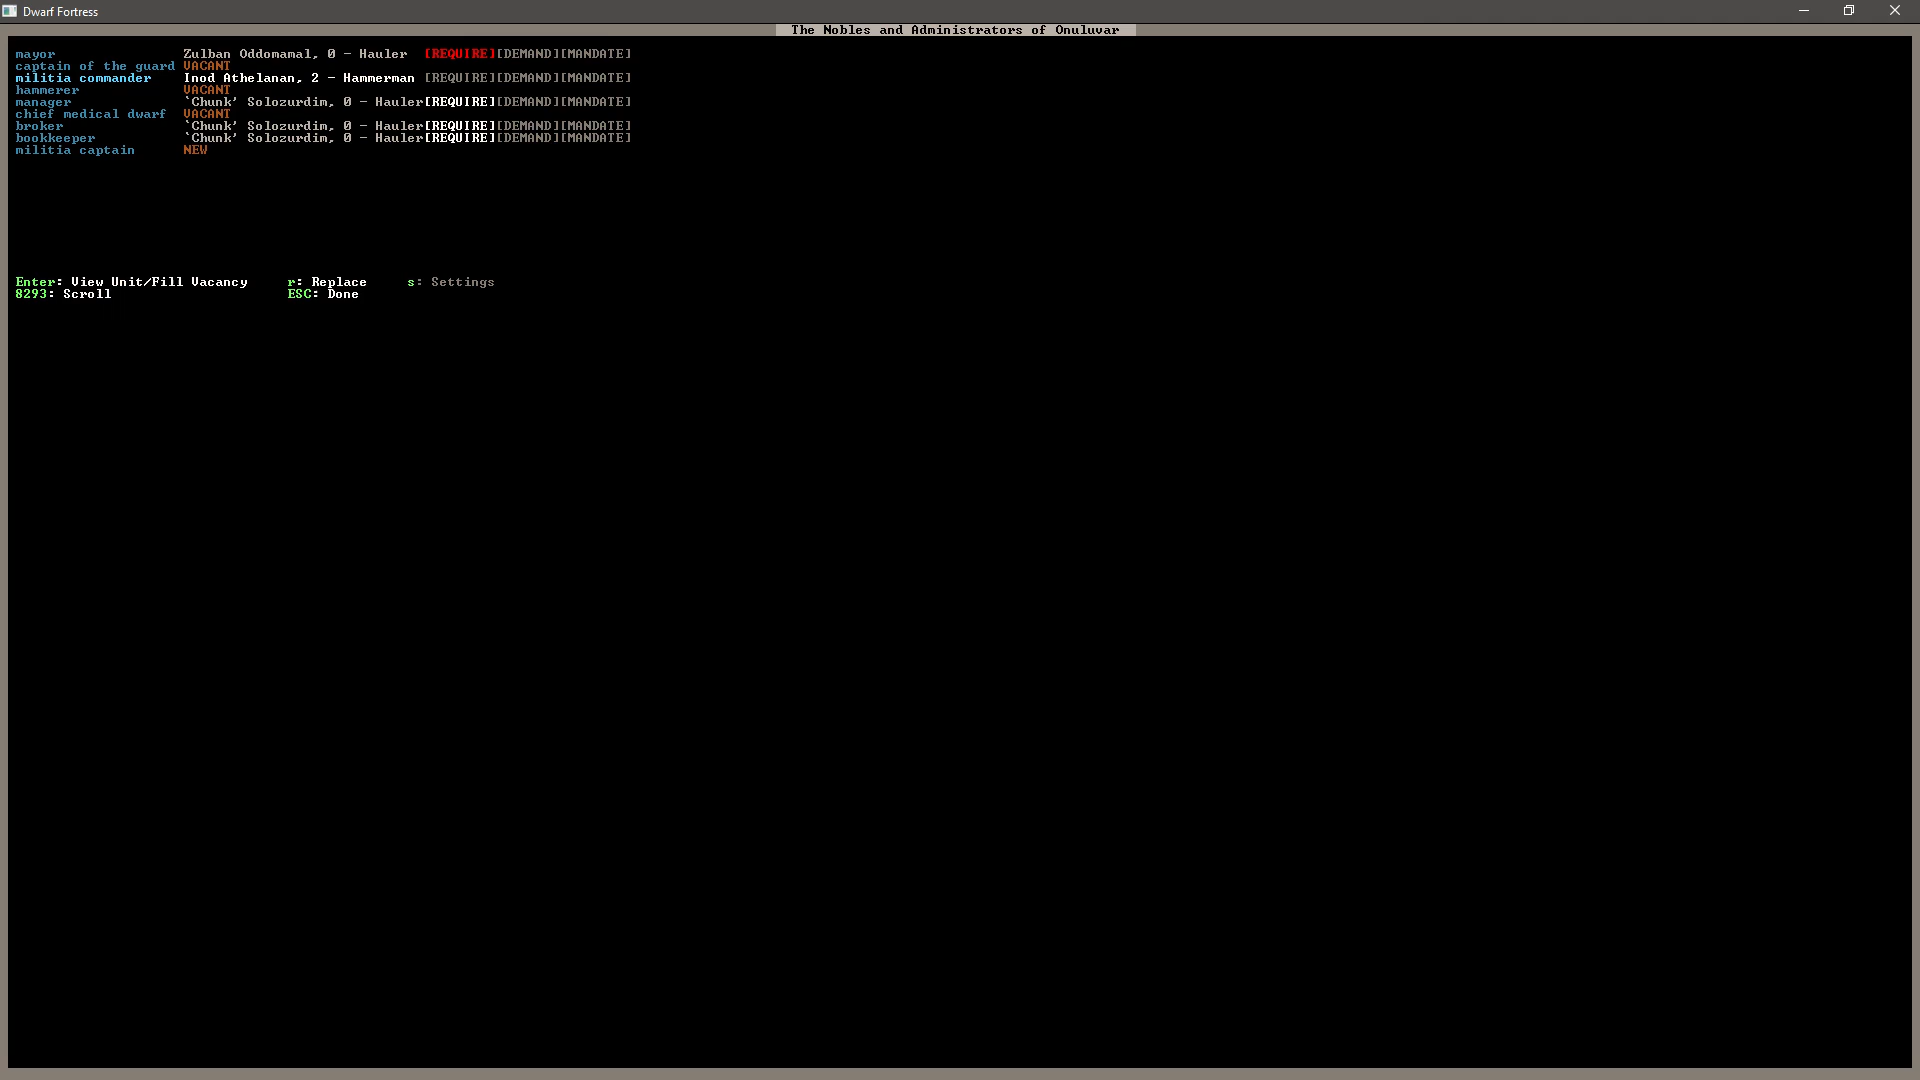 Dwarf Fortress
The Nobles and Administrators of Onuluvar
mayor Zulban Oddomamal, 0 - Hauler [REQUIRE][DEMAND][MANDATE]
captain of the guard VACANT
militia commander Inod Athelanan, 2 - Hammerman [REQUIRE][DEMAND][MANDATE]
hammerer VACANT
manager `Chunk' Solozurdim, 0 - Hauler[REQUIRE][DEMAND][MANDATE]
chief medical dwarf VACANT
broker `Chunk' Solozurdim, 0 - Hauler[REQUIRE][DEMAND][MANDATE]
bookkeeper `Chunk' Solozurdim, 0 - Hauler[REQUIRE][DEMAND][MANDATE]
militia captain NEW
Enter: View Unit/Fill Vacancy r: Replace s: Settings
8293: Scroll ESC: Done